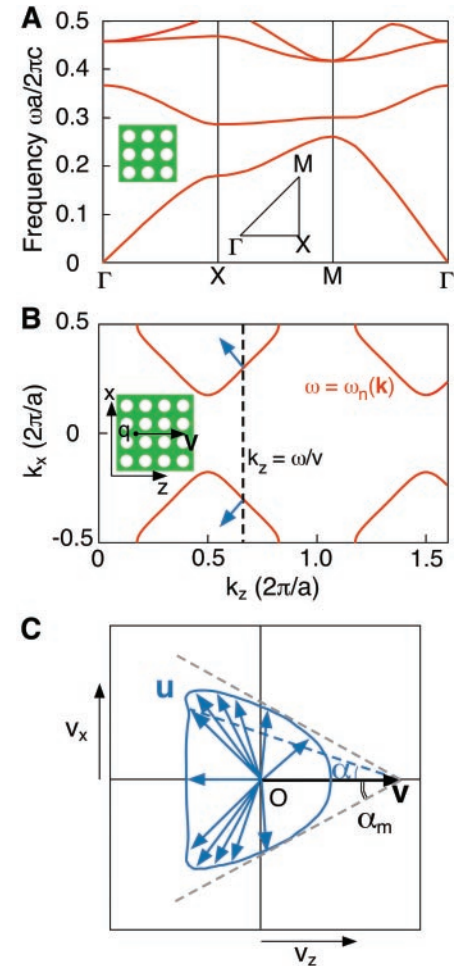 A
Frequency ωa/2πc
0.5
0.4
0.3
0.2
0.1
0
M
Γ
X
Γ
X
M
Γ
B
k_x (2π/a)
0.5
0
-0.5
x
q
v
z
ω = ω_n(k)
k_z = ω/v
0
0.5
1.0
1.5
k_z (2π/a)
C
v_x
u
α
O
v
α_m
v_z